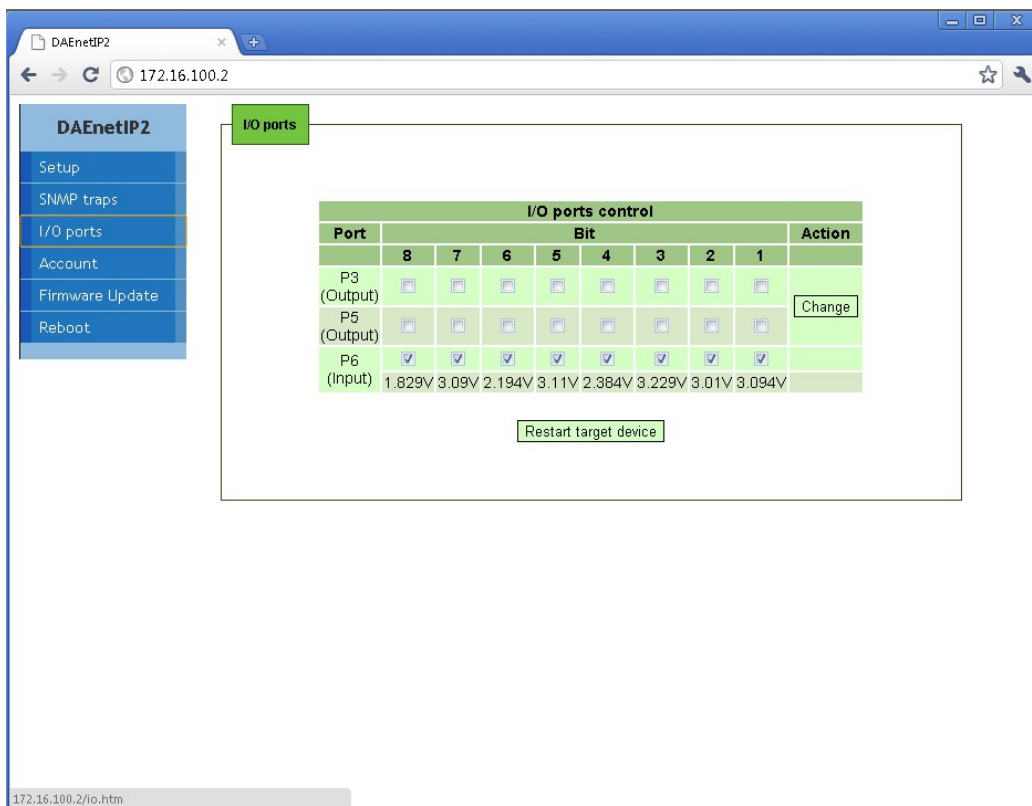 DAEnetIP2
172.16.100.2
DAEnetIP2
Setup
SNMP traps
I/O ports
Account
Firmware Update
Reboot
I/O ports
I/O ports control
Port Bit Action
8 7 6 5 4 3 2 1
P3
(Output)
Change
P5
(Output)
P6
(Input)
1.829V 3.09V 2.194V 3.11V 2.384V 3.229V 3.01V 3.094V
Restart target device
172.16.100.2/io.htm